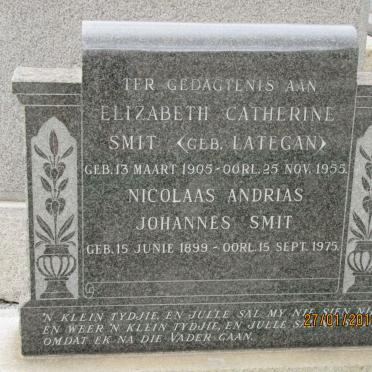 TER GEDAGTENIS AAN
ELIZABETH CATHERINE
SMIT <GEB. LATEGAN>
GEB. 13 MAART 1905 - OORL. 25 NOV. 1955.
NICOLAAS ANDRIAS
JOHANNES SMIT
GEB. 15 JUNIE 1899 - OORL. 15 SEPT. 1975.
'N KLEIN TYDJIE, EN JULLE SAL MY NIE SIEN NIE
EN WEER 'N KLEIN TYDJIE, EN JULLE
OMDAT EK NA DIE VADER GAAN.
27/01/201